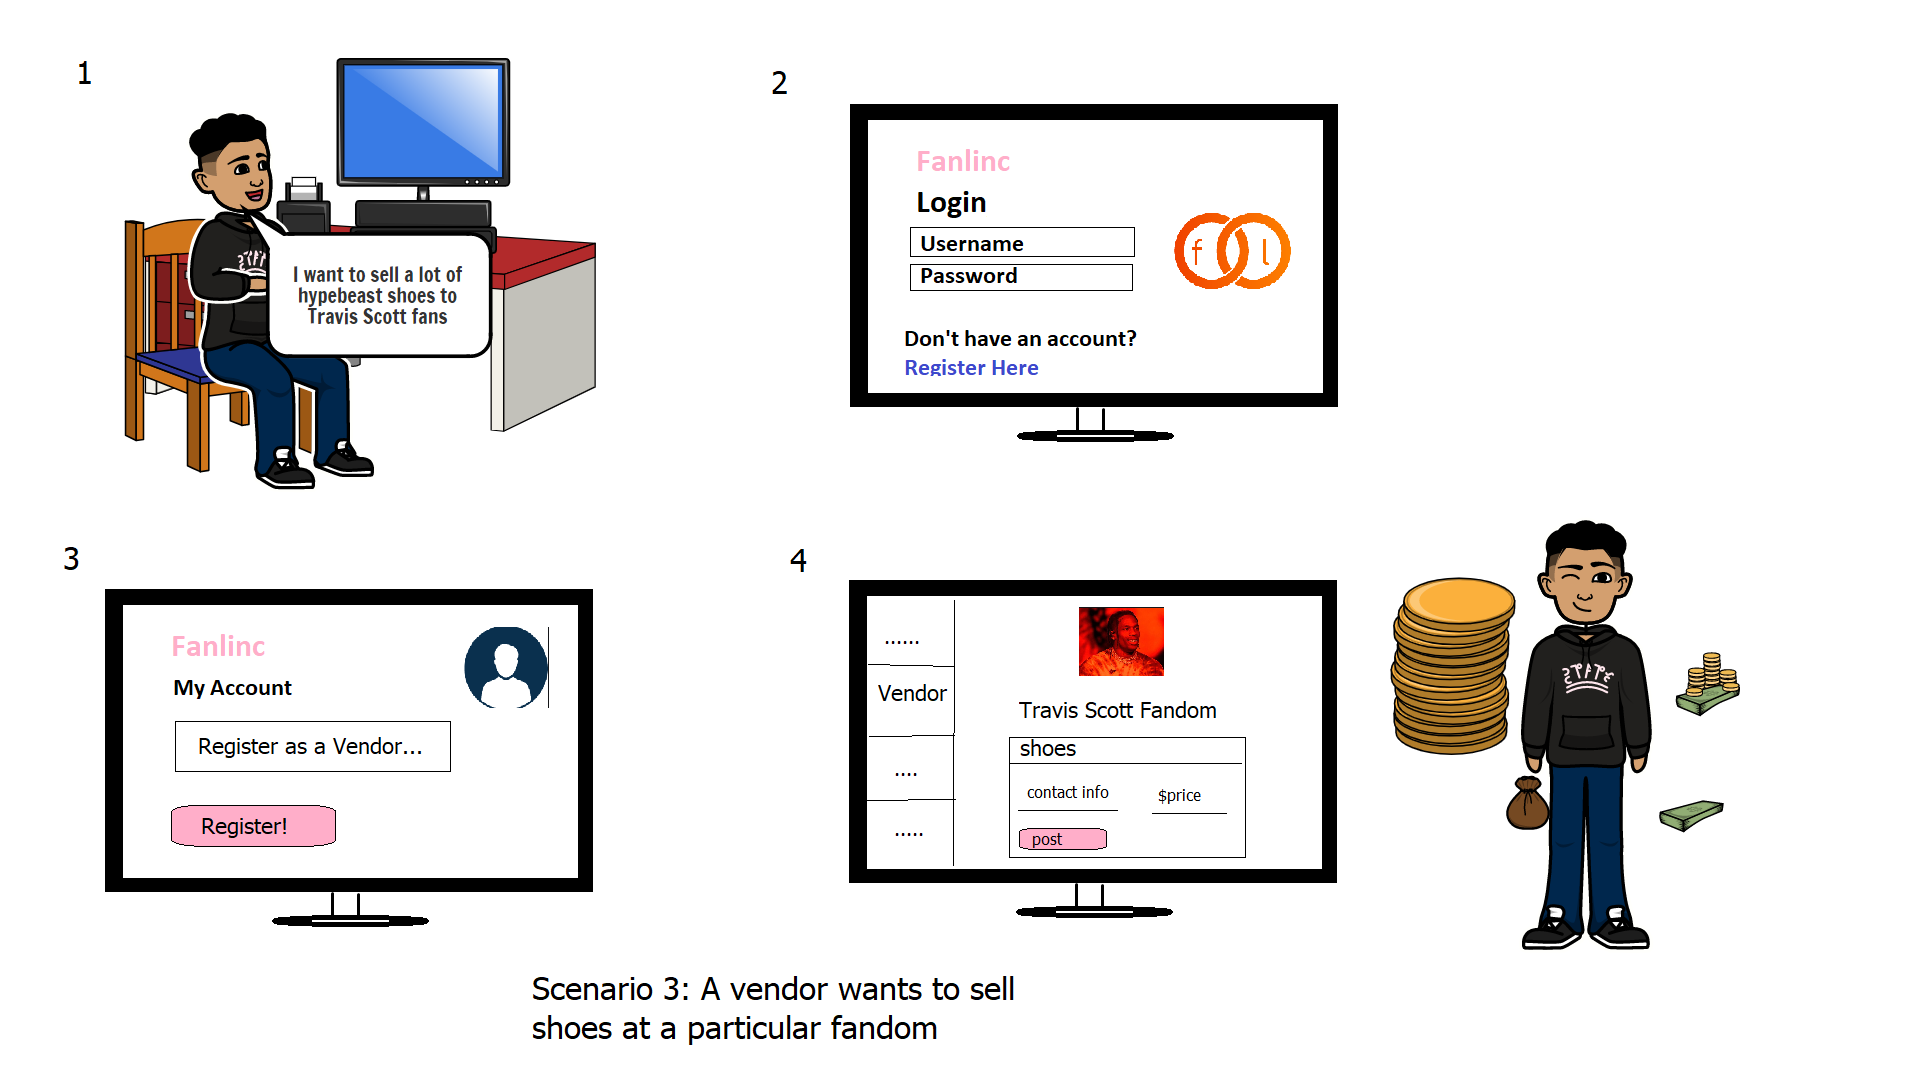 1
I want to sell a lot of
hypebeast shoes to
Travis Scott fans
2
Fanlinc
Login
Username
Password
f l
Don't have an account?
Register Here
3
Fanlinc
My Account
Register as a Vendor...
Register!
4
......
Vendor
....
.....
Travis Scott Fandom
shoes
contact info
$price
post
Scenario 3: A vendor wants to sell
shoes at a particular fandom